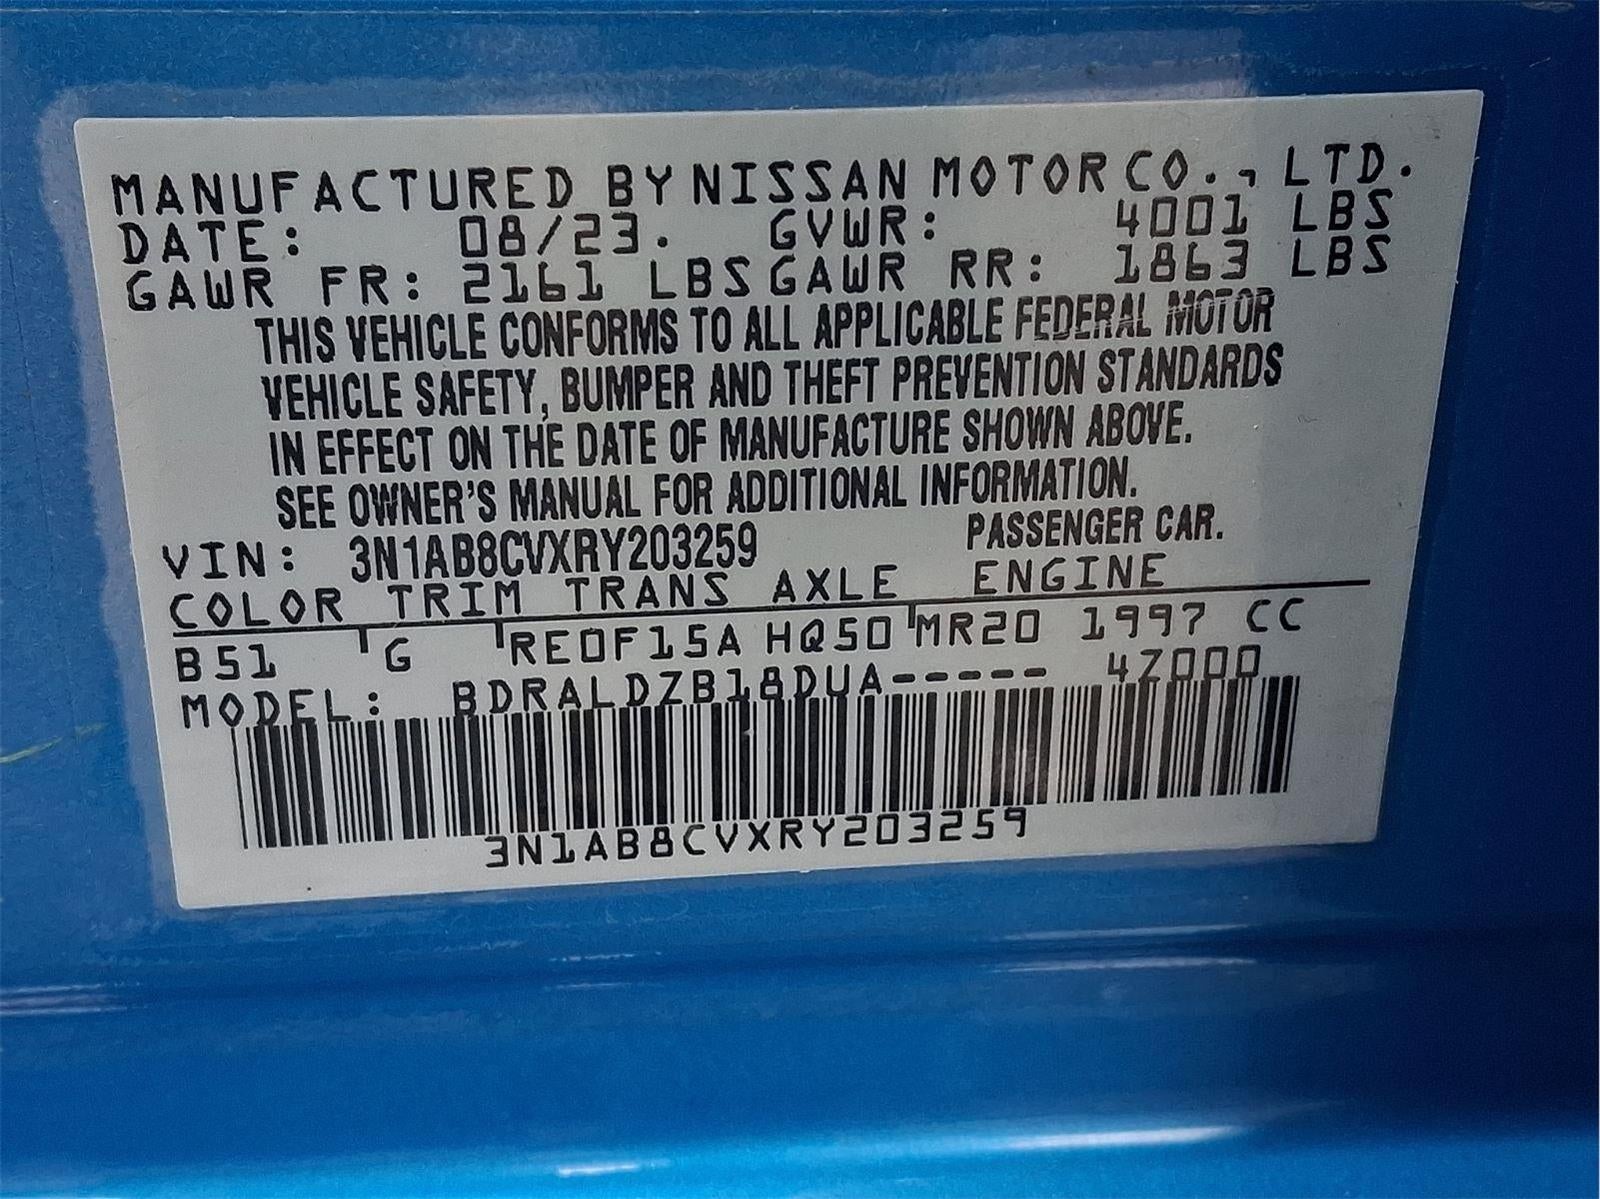 MANUFACTURED BY NISSAN MOTOR CO., LTD.
DATE: 08/23. GVWR: 4001 LBS
GAWR FR: 2161 LBS GAWR RR: 1863 LBS
THIS VEHICLE CONFORMS TO ALL APPLICABLE FEDERAL MOTOR
VEHICLE SAFETY, BUMPER AND THEFT PREVENTION STANDARDS
IN EFFECT ON THE DATE OF MANUFACTURE SHOWN ABOVE.
SEE OWNER'S MANUAL FOR ADDITIONAL INFORMATION.
VIN: 3N1AB8CVXRY203259 PASSENGER CAR.
COLOR TRIM TRANS AXLE ENGINE
B51 G RE0F15A HQ50 MR20 1997 CC
MODEL: BDRALDZB18DUA----- 4Z000
3N1AB8CVXRY203259